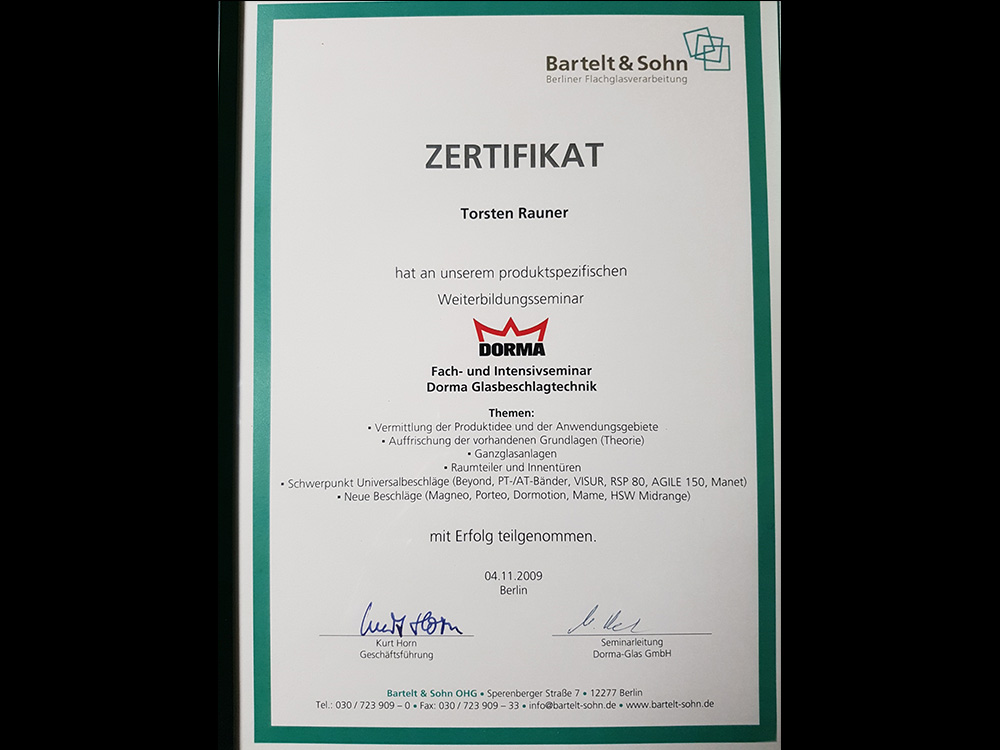 Bartelt & Sohn
Berliner Flachglasverarbeitung
ZERTIFIKAT
Torsten Rauner
hat an unserem produktspezifischen
Weiterbildungsseminar
DORMA
Fach- und Intensivseminar
Dorma Glasbeschlagtechnik
Themen:
• Vermittlung der Produktidee und der Anwendungsgebiete
• Auffrischung der vorhandenen Grundlagen (Theorie)
• Ganzglasanlagen
• Raumteiler und Innentüren
• Schwerpunkt Universalbeschläge (Beyond, PT-/AT-Bänder, VISUR, RSP 80, AGILE 150, Manet)
• Neue Beschläge (Magneo, Porteo, Dormotion, Mame, HSW Midrange)
mit Erfolg teilgenommen.
04.11.2009
Berlin
Kurt Horn
Kurt Horn
Geschäftsführung
Seminarleitung
Dorma-Glas GmbH
Bartelt & Sohn OHG • Sperenberger Straße 7 • 12277 Berlin
Tel.: 030 / 723 909 – 0 • Fax: 030 / 723 909 – 33 • info@bartelt-sohn.de • www.bartelt-sohn.de